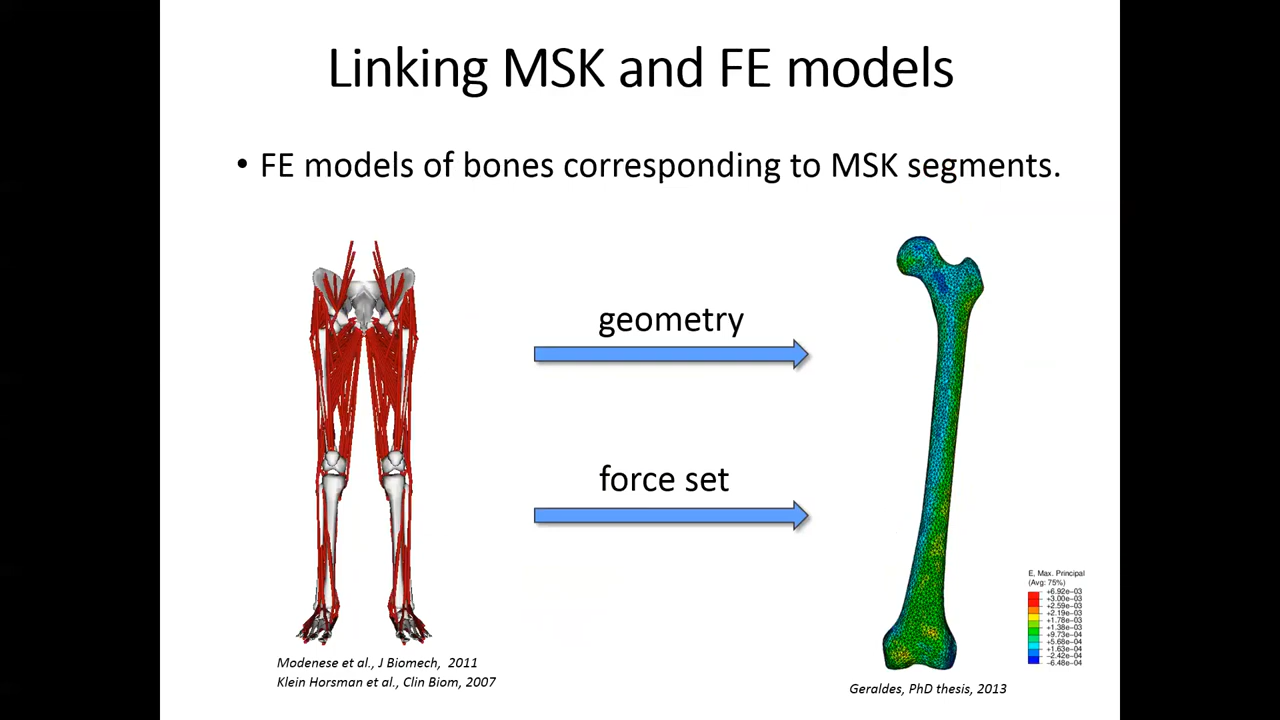 Linking MSK and FE models
• FE models of bones corresponding to MSK segments.
geometry
force set
E, Max. Principal
(Avg: 75%)
+6.92e−03
+3.00e−03
+2.59e−03
+2.19e−03
+1.78e−03
+1.38e−03
+9.73e−04
+5.68e−04
+1.63e−04
−2.42e−04
−6.48e−04
Modenese et al., J Biomech, 2011
Klein Horsman et al., Clin Biom, 2007
Geraldes, PhD thesis, 2013